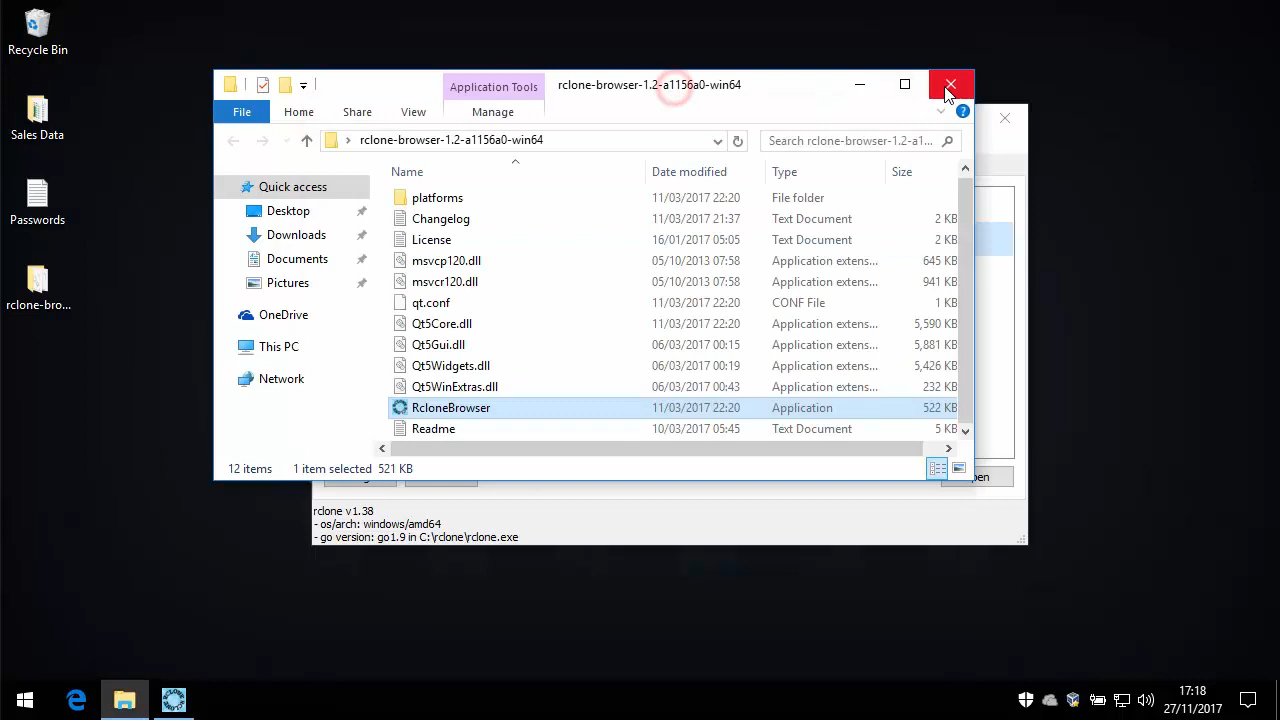 Recycle Bin
Sales Data
Passwords
rclone-bro...
Application Tools
rclone-browser-1.2-a1156a0-win64
File
Home
Share
View
Manage
rclone-browser-1.2-a1156a0-win64
Search rclone-browser-1.2-a1...
Quick access
Desktop
Downloads
Documents
Pictures
OneDrive
This PC
Network
Name Date modified Type Size
platforms 11/03/2017 22:20 File folder
Changelog 11/03/2017 21:37 Text Document 2 KB
License 16/01/2017 05:05 Text Document 2 KB
msvcp120.dll 05/10/2013 07:58 Application extens... 645 KB
msvcr120.dll 05/10/2013 07:58 Application extens... 941 KB
qt.conf 11/03/2017 22:20 CONF File 1 KB
Qt5Core.dll 11/03/2017 22:20 Application extens... 5,590 KB
Qt5Gui.dll 06/03/2017 00:15 Application extens... 5,881 KB
Qt5Widgets.dll 06/03/2017 00:19 Application extens... 5,426 KB
Qt5WinExtras.dll 06/03/2017 00:43 Application extens... 232 KB
RcloneBrowser 11/03/2017 22:20 Application 522 KB
Readme 10/03/2017 05:45 Text Document 5 KB
12 items 1 item selected 521 KB
pen
rclone v1.38
- os/arch: windows/amd64
- go version: go1.9 in C:\rclone\rclone.exe
17:18
27/11/2017